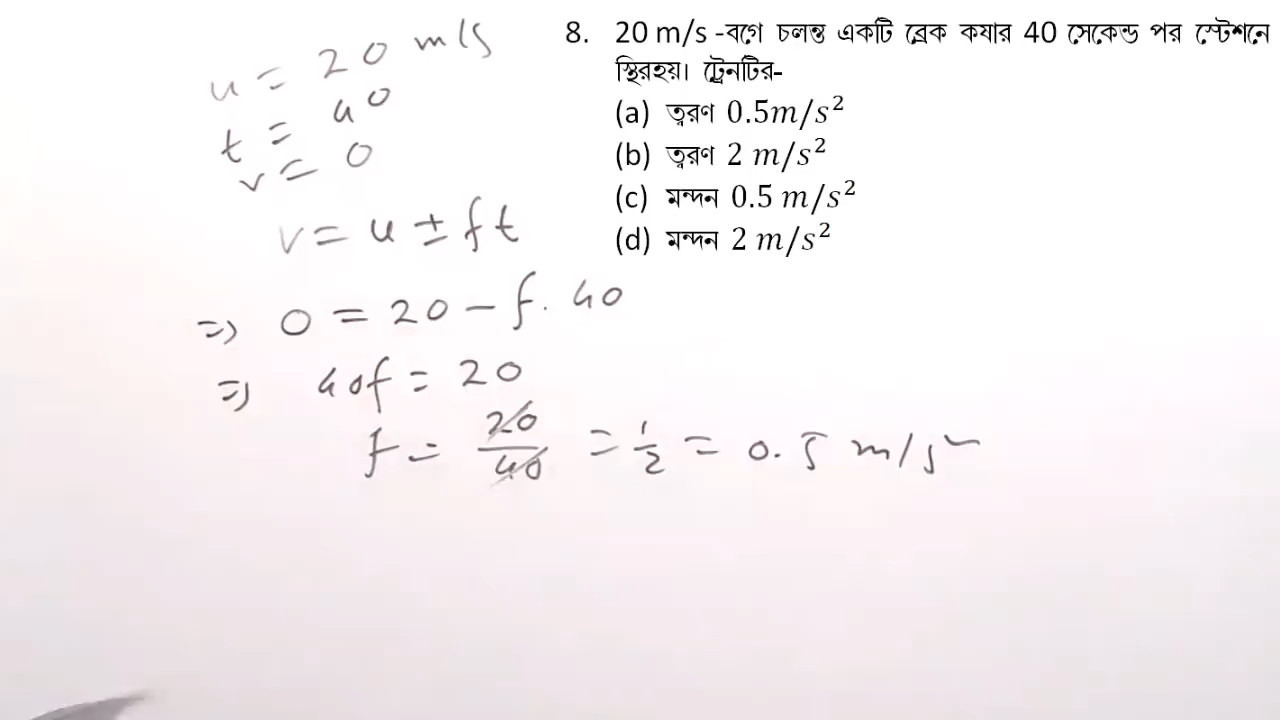 8. 20 m/s -বগে চলন্ত একটি ব্রেক কযার 40 সেকেন্ড পর স্টেশনে
স্থিরহয়। ট্রেনটির-
(a) ত্বরণ 0.5m/s²
(b) ত্বরণ 2 m/s²
(c) মন্দন 0.5 m/s²
(d) মন্দন 2 m/s²
u = 20 m/s
t = 40
v = 0
v = u ± ft
=> 0 = 20 - f. 40
=> 40f = 20
f = 20/40 = 1/2 = 0.5 m/s²